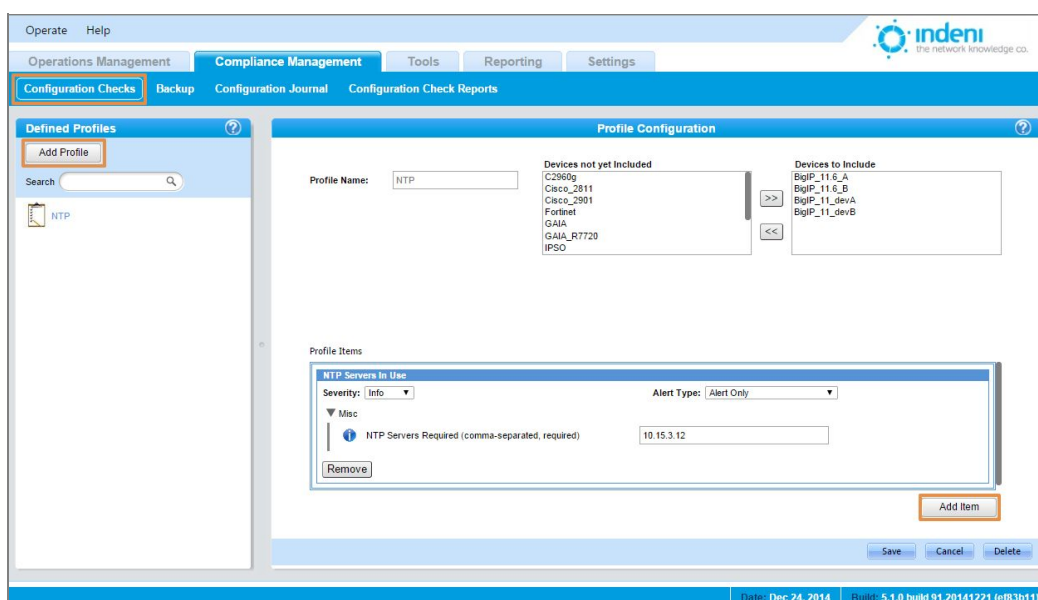 Operate Help
indeni
the network knowledge co.
Operations Management Compliance Management Tools Reporting Settings
Configuration Checks Backup Configuration Journal Configuration Check Reports
Defined Profiles ?
Add Profile
Search
NTP
Profile Configuration ?
Profile Name: NTP
Devices not yet Included
C2960g
Cisco_2811
Cisco_2901
Fortinet
GAIA
GAIA_R7720
IPSO
>>
<<
Devices to Include
BigIP_11.6_A
BigIP_11.6_B
BigIP_11_devA
BigIP_11_devB
Profile Items
NTP Servers In Use
Severity: Info Alert Type: Alert Only
Misc
NTP Servers Required (comma-separated, required) 10.15.3.12
Remove
Add Item
Save Cancel Delete
Date: Dec 24, 2014 Build: 5.1.0 build 91.20141221 (ef83b11)